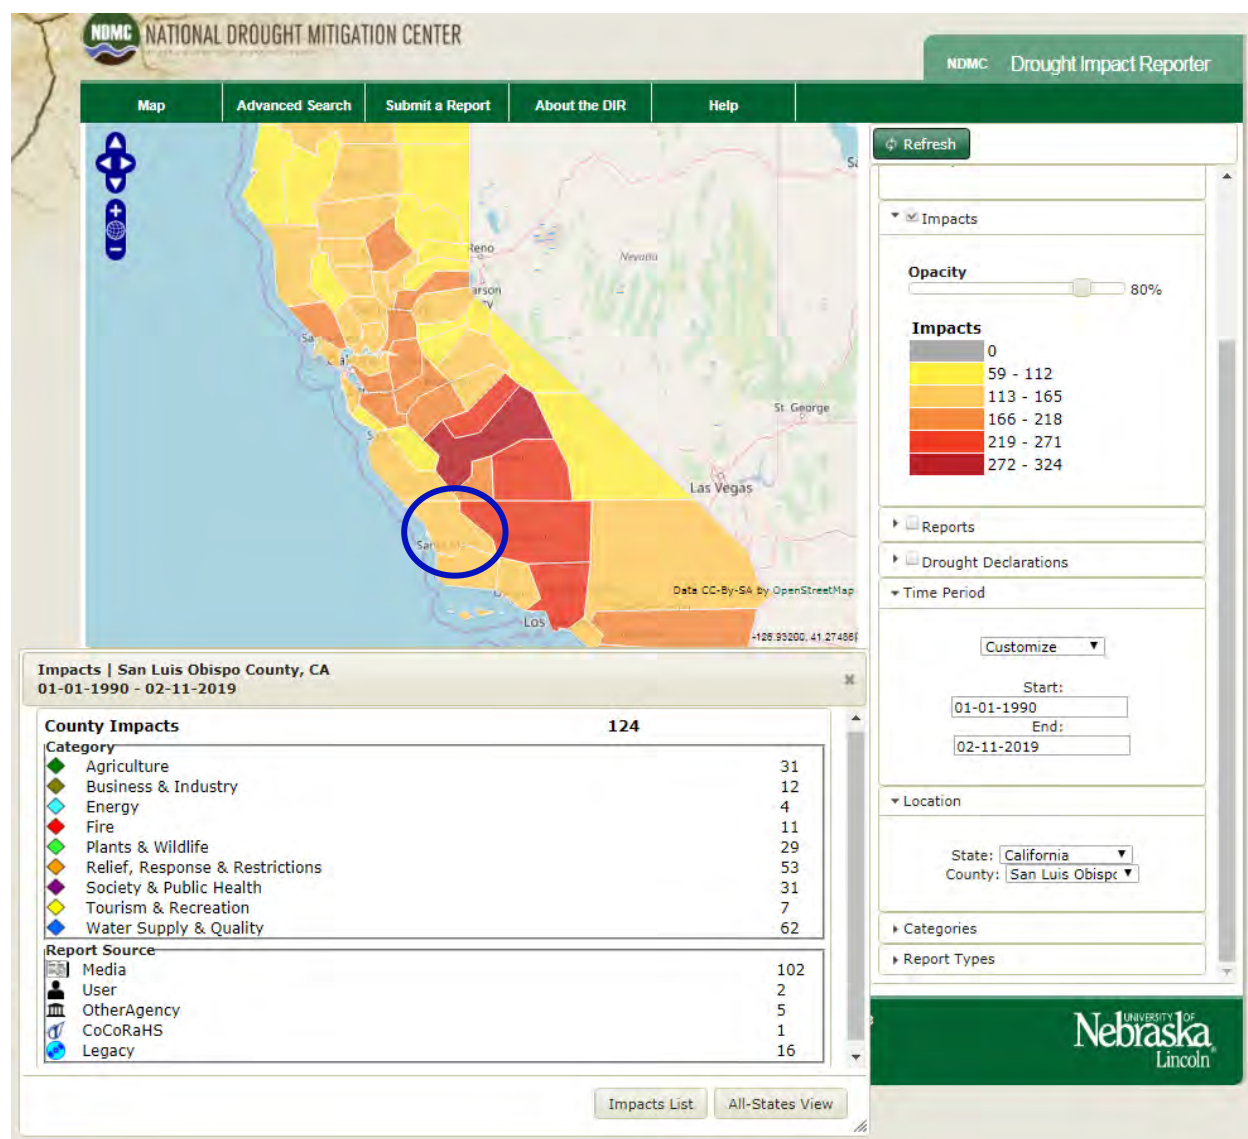 NDMC NATIONAL DROUGHT MITIGATION CENTER
NDMC Drought Impact Reporter
Map Advanced Search Submit a Report About the DIR Help
Refresh
Impacts
Opacity
80%
Impacts
0
59 - 112
113 - 165
166 - 218
219 - 271
272 - 324
Reports
Drought Declarations
Time Period
Customize
Start:
01-01-1990
End:
02-11-2019
Location
State: California
County: San Luis Obispc
Categories
Report Types
Reno
Nevada
arson
St. George
Las Vegas
Los
Data CC-By-SA by OpenStreetMap
-126.93200, 41.27486
Impacts | San Luis Obispo County, CA
01-01-1990 - 02-11-2019
County Impacts 124
Category
Agriculture 31
Business & Industry 12
Energy 4
Fire 11
Plants & Wildlife 29
Relief, Response & Restrictions 53
Society & Public Health 31
Tourism & Recreation 7
Water Supply & Quality 62
Report Source
Media 102
User 2
OtherAgency 5
CoCoRaHS 1
Legacy 16
Impacts List All-States View
UNIVERSITY OF
Nebraska
Lincoln